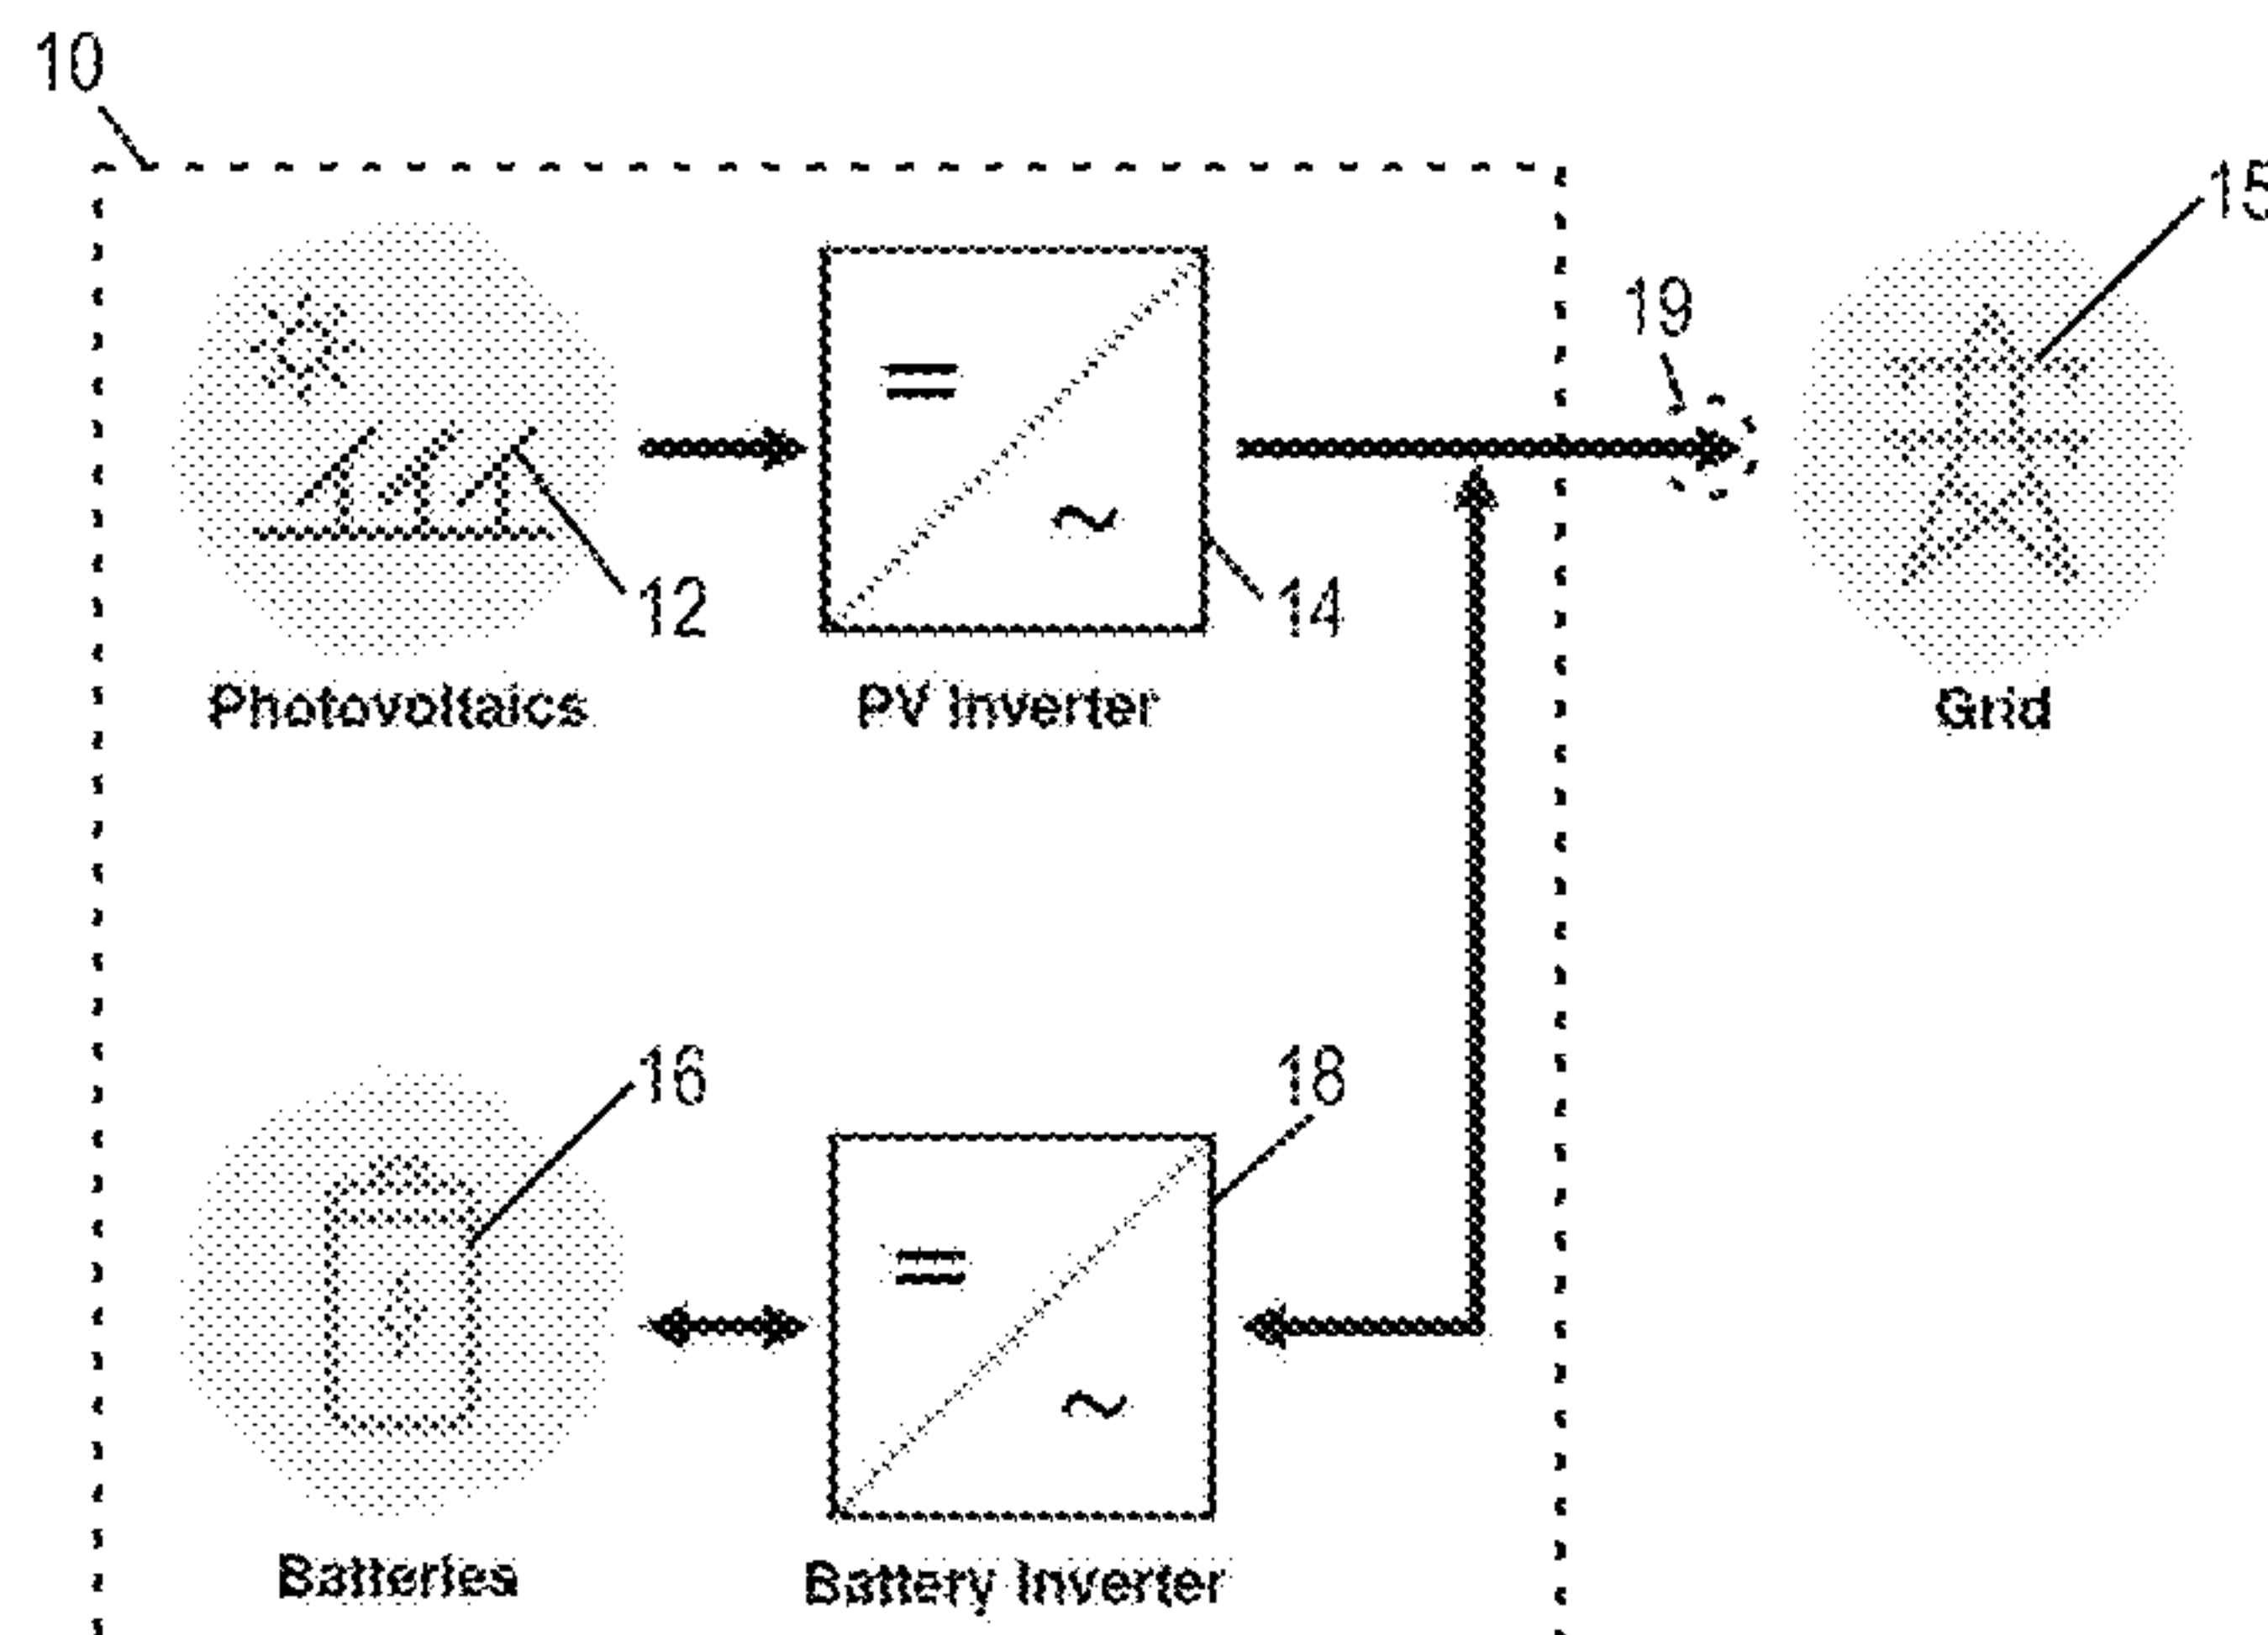 10
15
19
12
14
Photovoltaics
PV Inverter
Grid
16
18
Batteries
Battery Inverter